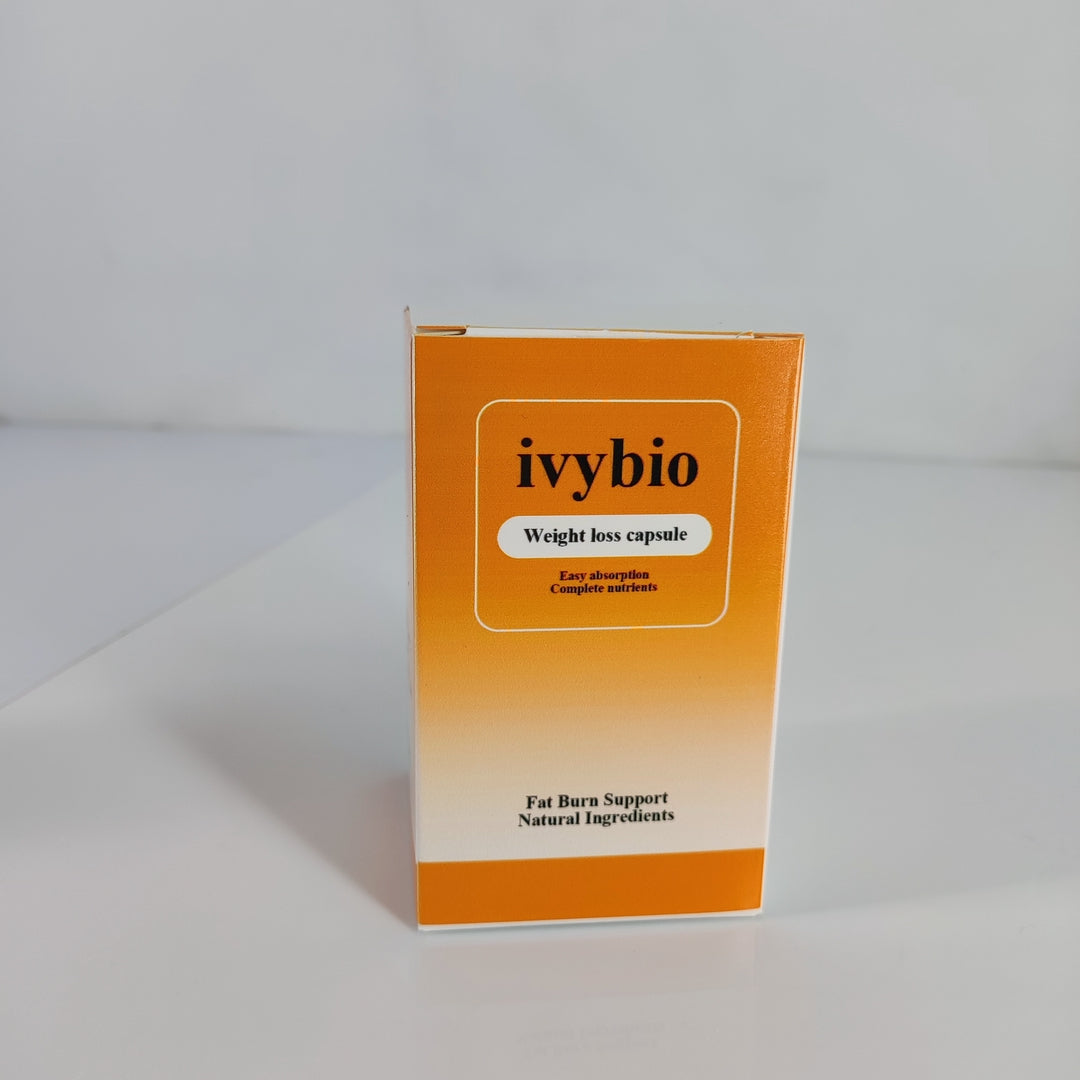 ivybio
Weight loss capsule
Easy absorption
Complete nutrients
Fat Burn Support
Natural Ingredients